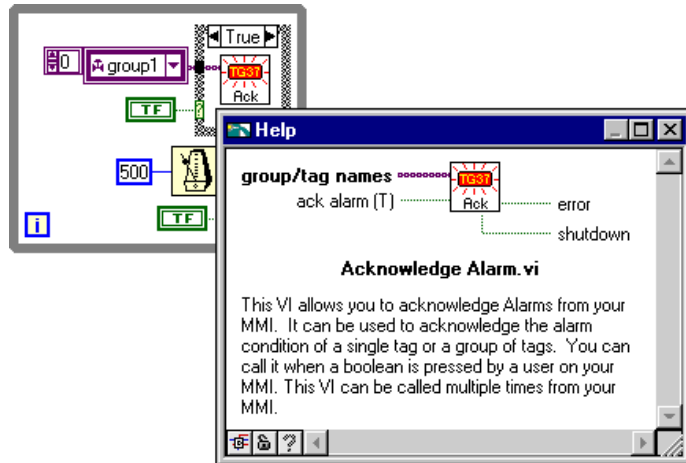 True
0
group1
TG37
Ack
TF
?
500
TF
i
Help
group/tag names
TG37
ack alarm (T)
Ack
error
shutdown
Acknowledge Alarm.vi
This VI allows you to acknowledge Alarms from your
MMI. It can be used to acknowledge the alarm
condition of a single tag or a group of tags. You can
call it when a boolean is pressed by a user on your
MMI. This VI can be called multiple times from your
MMI.
?